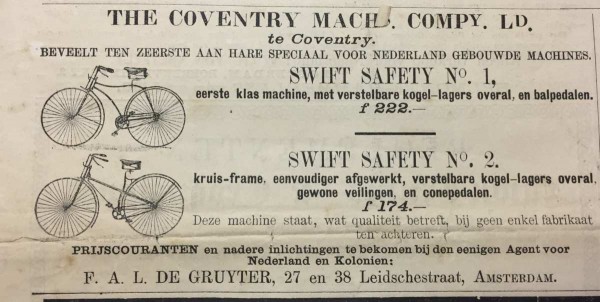 THE COVENTRY MACH. COMPY. LD.
te Coventry.
BEVEELT TEN ZEERSTE AAN HARE SPECIAAL VOOR NEDERLAND GEBOUWDE MACHINES.
SWIFT SAFETY No. 1,
eerste klas machine, met verstelbare kogel-lagers overal, en balpedalen.
f 222.—
SWIFT SAFETY No. 2.
kruis-frame, eenvoudiger afgewerkt, verstelbare kogel-lagers overal,
gewone veilingen, en conepedalen.
f 174.—
Deze machine staat, wat qualiteit betreft, bij geen enkel fabrikaat
ten achteren.
PRIJSCOURANTEN en nadere inlichtingen te bekomen bij den eenigen Agent voor
Nederland en Kolonien:
F. A. L. DE GRUYTER, 27 en 38 Leidschestraat, AMSTERDAM.